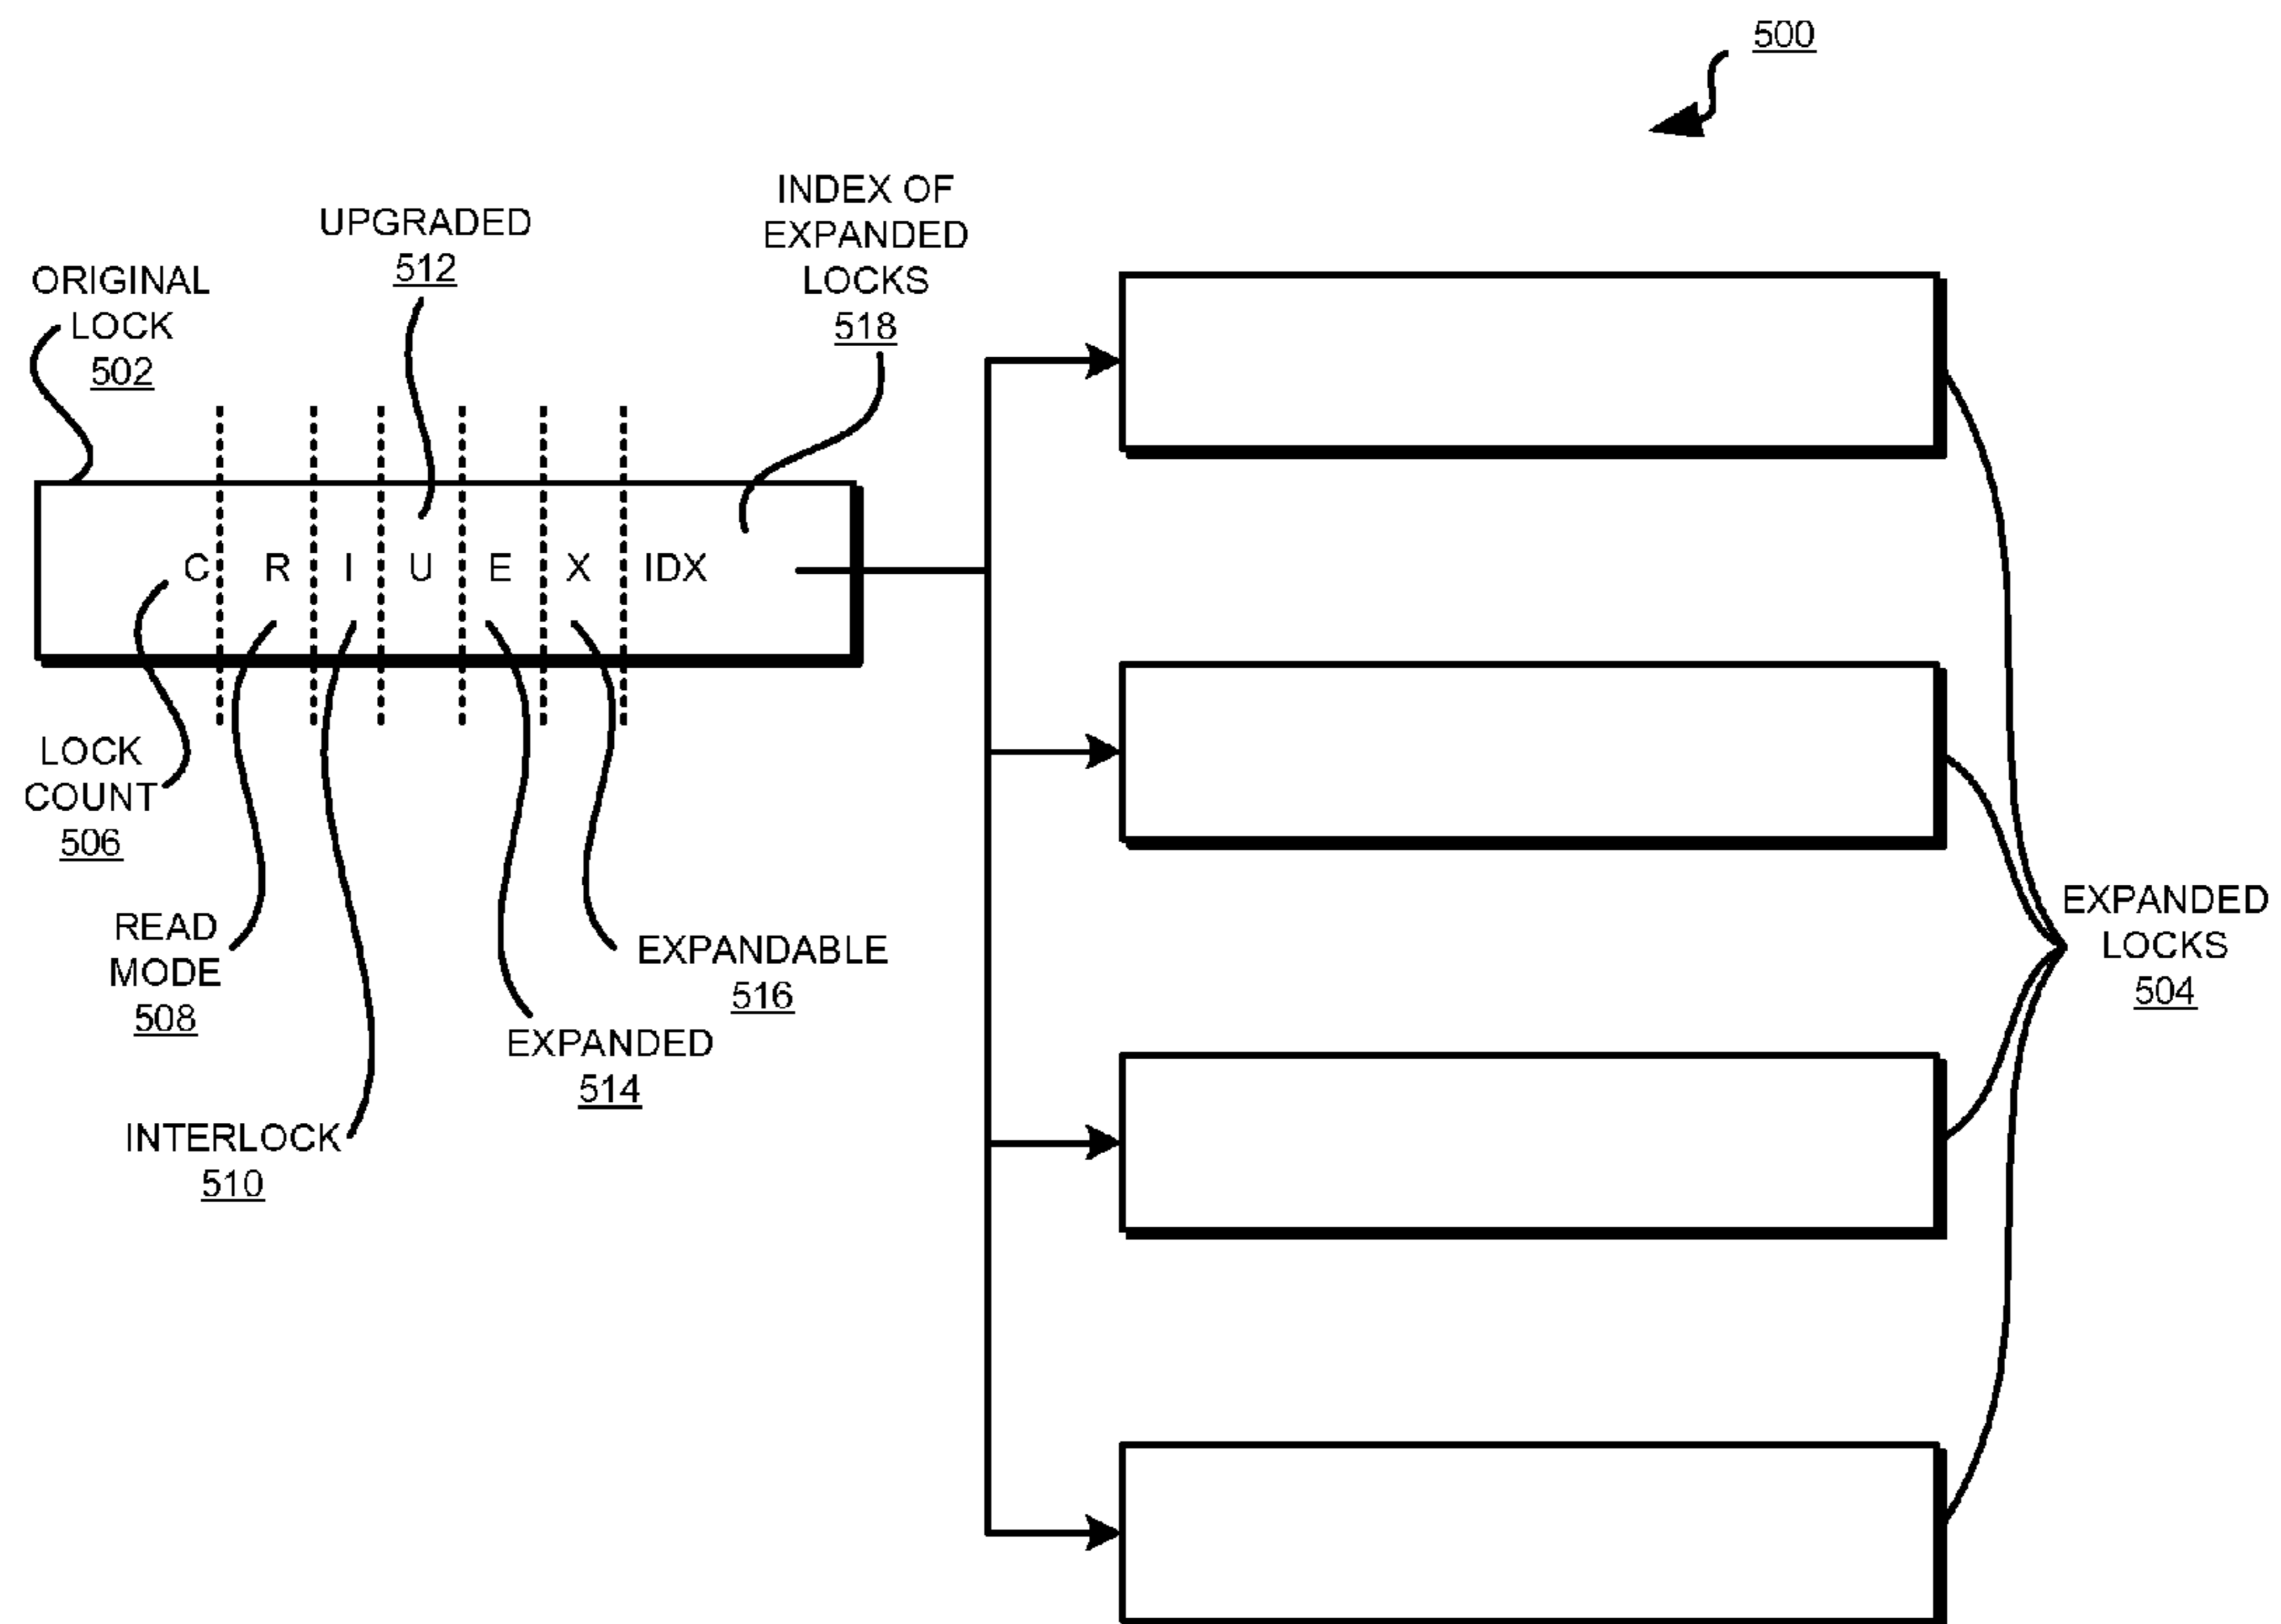 500
INDEX OF
EXPANDED
LOCKS
518
UPGRADED
512
ORIGINAL
LOCK
502
C R I U E X IDX
LOCK
COUNT
506
READ
MODE
508
EXPANDABLE
516
EXPANDED
514
INTERLOCK
510
EXPANDED
LOCKS
504